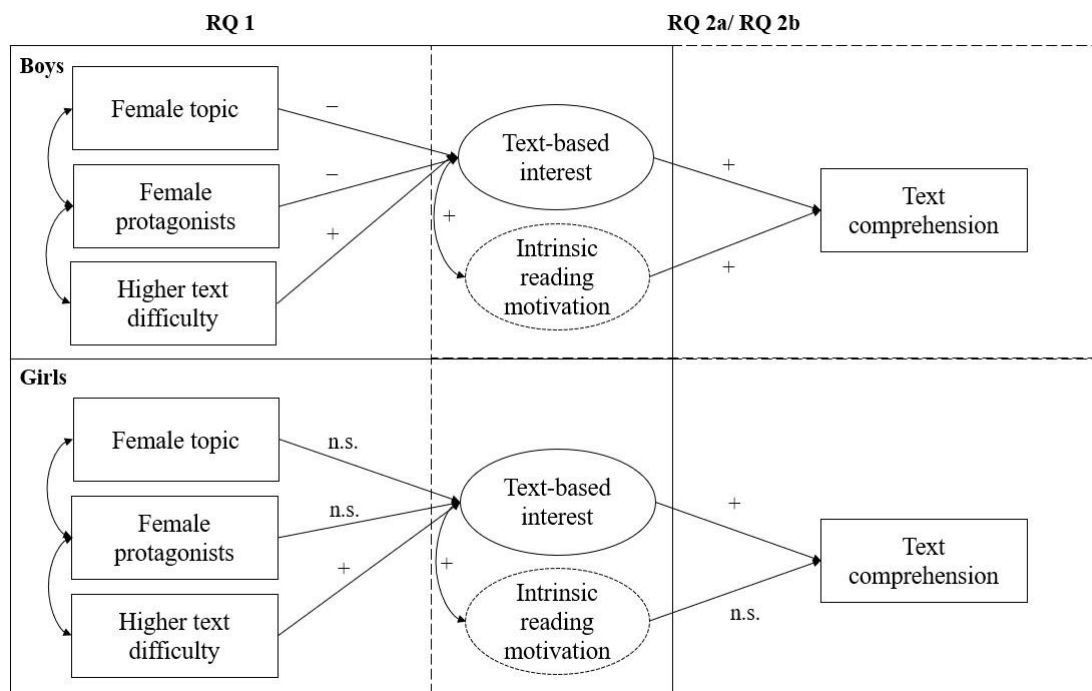 RQ 1
RQ 2a/ RQ 2b
Boys
Female topic
Female
protagonists
Higher text
difficulty
–
–
+
Text-based
interest
+
Intrinsic
reading
motivation
+
+
Text
comprehension
Girls
Female topic
Female
protagonists
Higher text
difficulty
n.s.
n.s.
+
Text-based
interest
+
Intrinsic
reading
motivation
+
n.s.
Text
comprehension